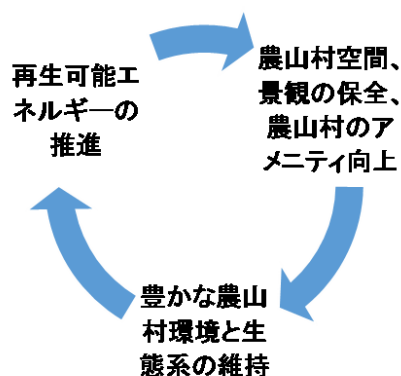 再生可能エ
ネルギ―の
推進
農山村空間、
景観の保全、
農山村のア
メニティ向上
豊かな農山
村環境と生
態系の維持